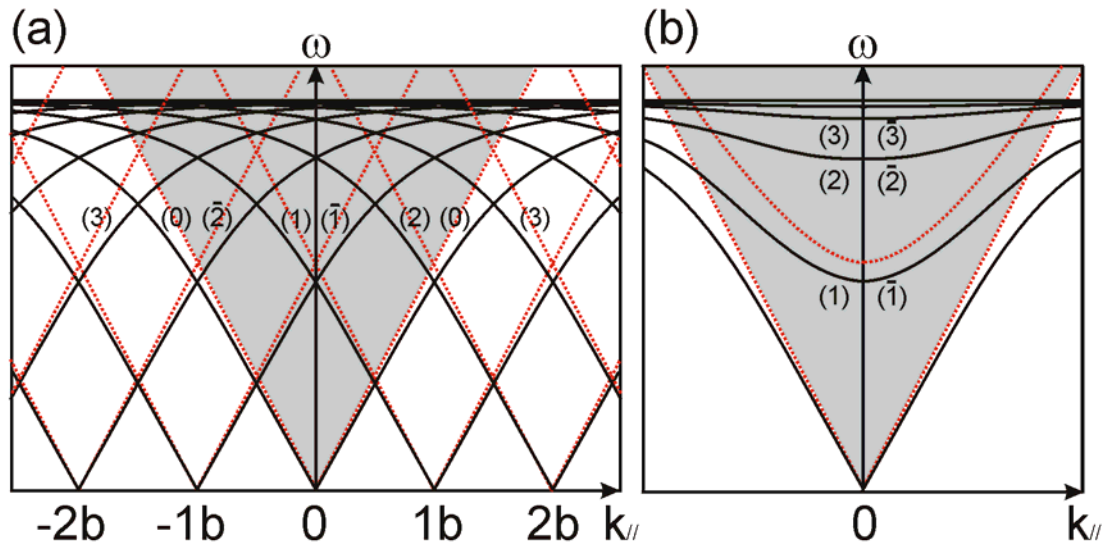 (a)
ω
(3) (0) (2̄) (1) (1̄) (2) (0) (3)
-2b -1b 0 1b 2b k//
(b)
ω
(3) (3̄)
(2) (2̄)
(1) (1̄)
0 k//